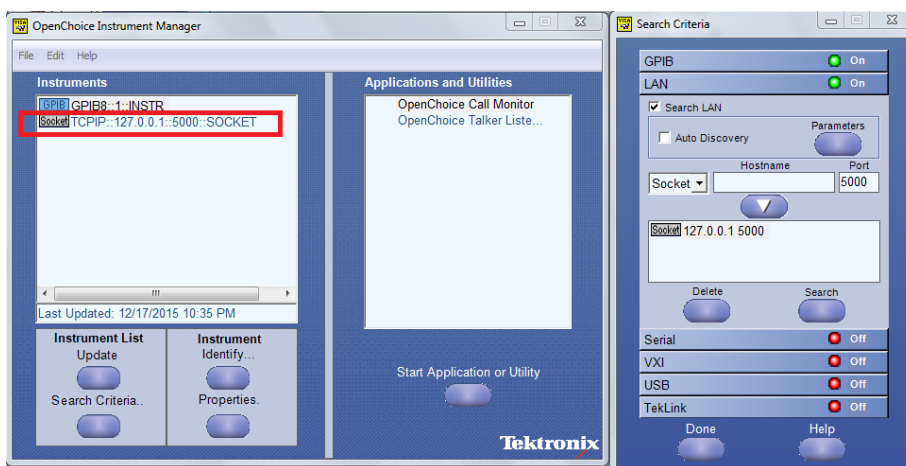 OpenChoice Instrument Manager
File Edit Help
Instruments
GPIB GPIB8::1::INSTR
Socket TCPIP::127.0.0.1::5000::SOCKET
Last Updated: 12/17/2015 10:35 PM
Instrument List
Update
Search Criteria..
Instrument
Identify...
Properties.
Applications and Utilities
OpenChoice Call Monitor
OpenChoice Talker Liste...
Start Application or Utility
Tektronix
Search Criteria
GPIB On
LAN On
Search LAN
Auto Discovery
Parameters
Hostname Port
Socket 5000
Socket 127.0.0.1 5000
Delete Search
Serial Off
VXI Off
USB Off
TekLink Off
Done Help